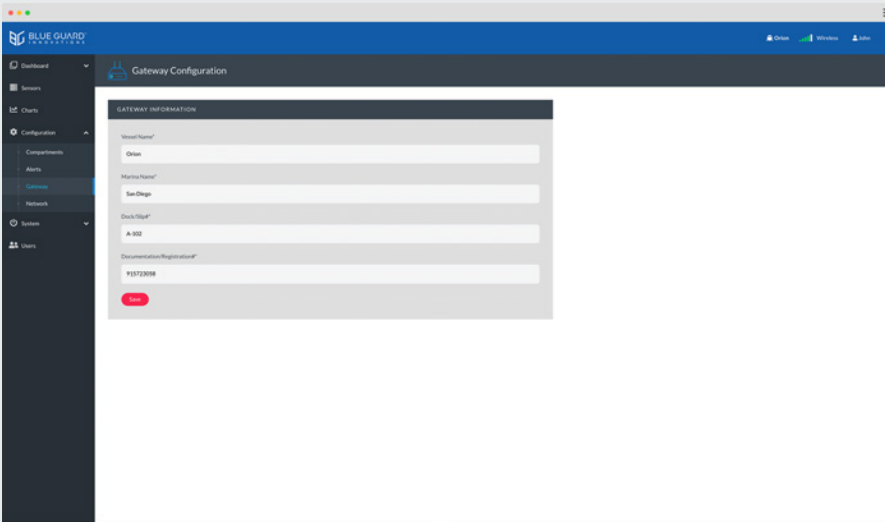 BLUE GUARD
INNOVATIONS
Orion Wireless John
Dashboard
Sensors
Charts
Configuration
Compartments
Alerts
Gateway
Network
System
Users
Gateway Configuration
GATEWAY INFORMATION
Vessel Name*
Orion
Marina Name*
San Diego
Dock/Slip#*
A-102
Documentation/Registration#*
915723058
Save